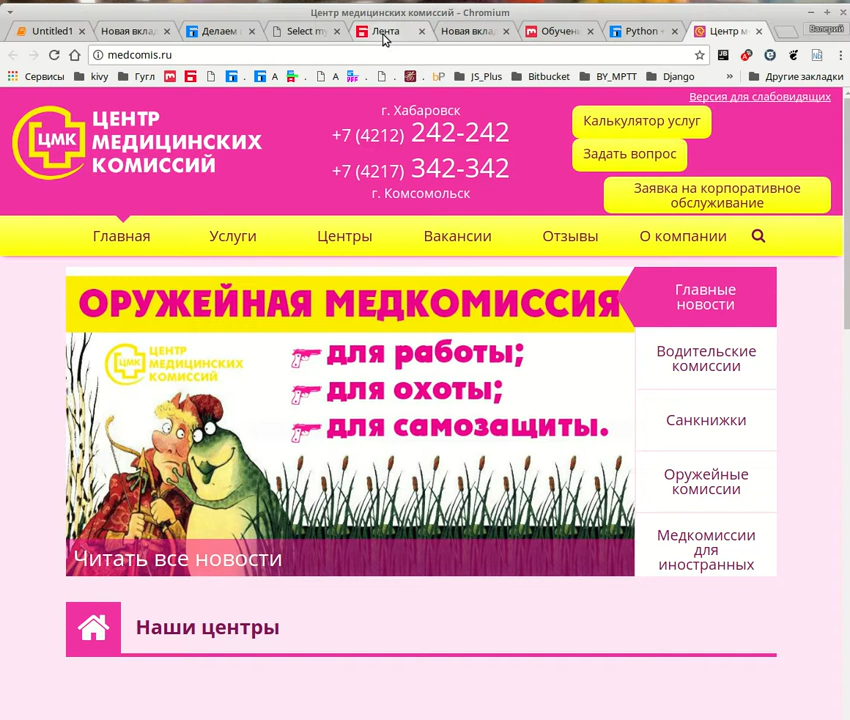 Центр медицинских комиссий – Chromium
Untitled1
Новая вкла
Делаем
Select m
Лента
Новая вкла
Обучен
Python
Центр м
Валерий
medcomis.ru
Сервисы
kivy
Гугл
JS_Plus
Bitbucket
BY_MPTT
Django
»
Другие закладки
Версия для слабовидящих
ЦМК
ЦЕНТР
МЕДИЦИНСКИХ
КОМИССИЙ
г. Хабаровск
+7 (4212) 242-242
+7 (4217) 342-342
г. Комсомольск
Калькулятор услуг
Задать вопрос
Заявка на корпоративное
обслуживание
Главная
Услуги
Центры
Вакансии
Отзывы
О компании
ОРУЖЕЙНАЯ МЕДКОМИССИЯ
ЦМК
ЦЕНТР
МЕДИЦИНСКИХ
КОМИССИЙ
для работы;
для охоты;
для самозащиты.
Читать все новости
Главные
новости
Водительские
комиссии
Санкнижки
Оружейные
комиссии
Медкомиссии
для
иностранных
Наши центры